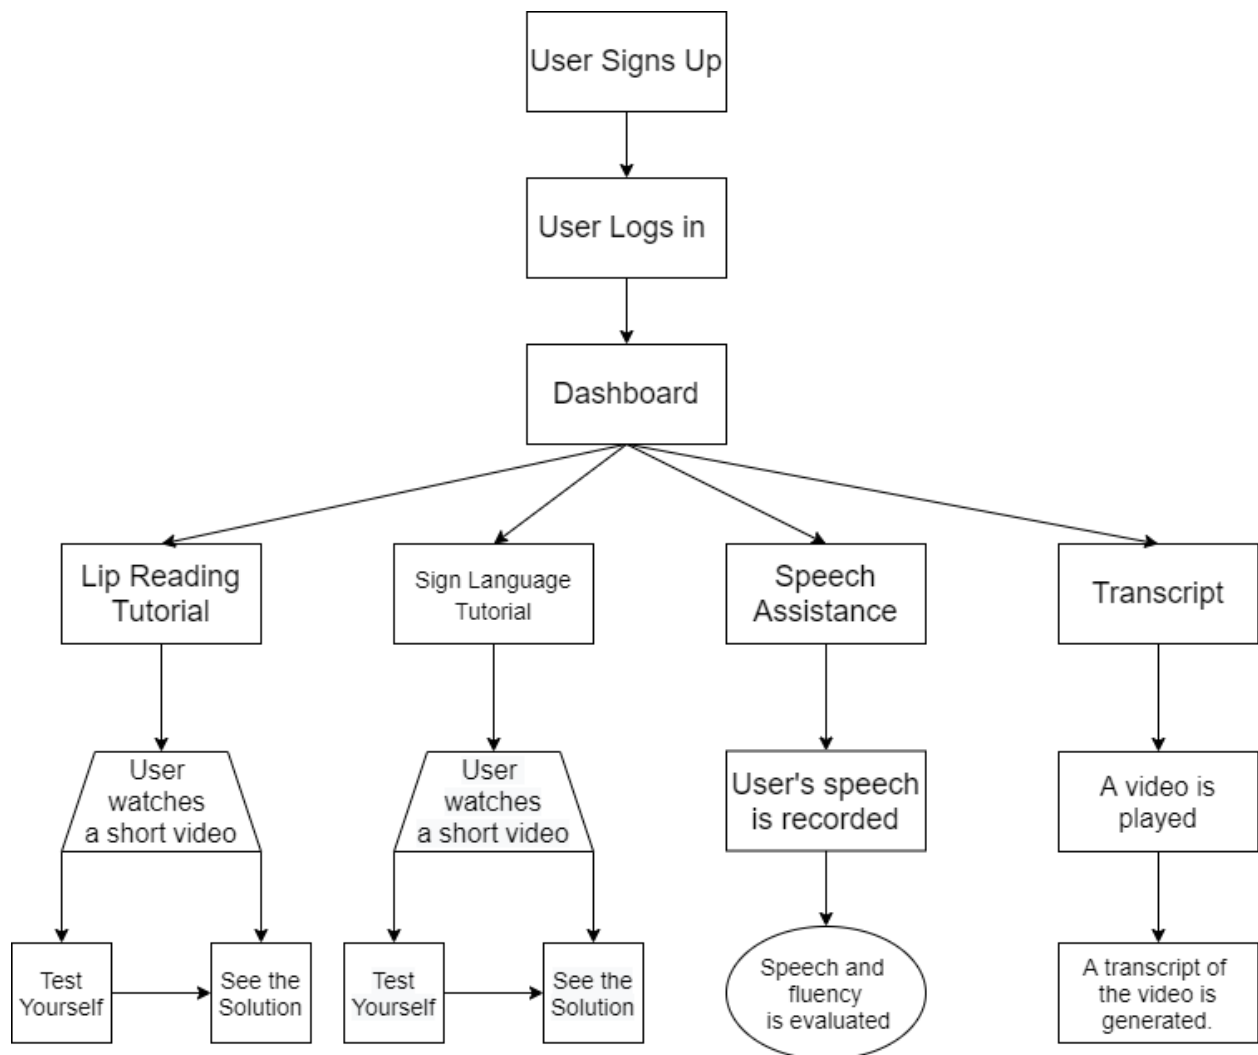 User Signs Up
User Logs in
Dashboard
Lip Reading
Tutorial
Sign Language
Tutorial
Speech
Assistance
Transcript
User
watches
a short video
User
watches
a short video
User's speech
is recorded
A video is
played
Test
Yourself
See the
Solution
Test
Yourself
See the
Solution
Speech and
fluency
is evaluated
A transcript of
the video is
generated.